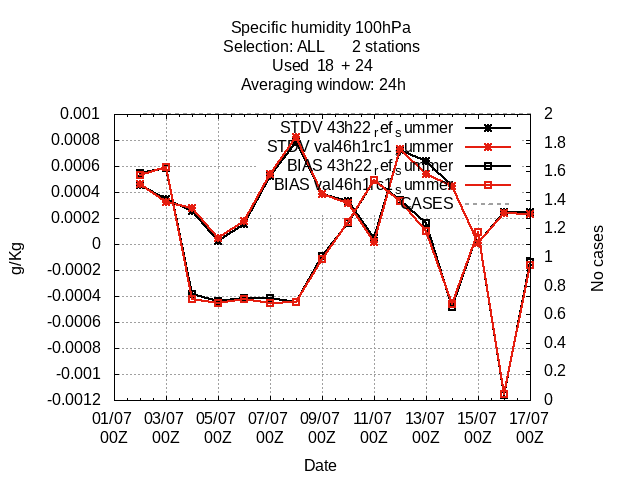 Specific humidity 100hPa
Selection: ALL 2 stations
Used 18 + 24
Averaging window: 24h
STDV 43h22_ref_summer
STDV val46h1rc1_summer
BIAS 43h22_ref_summer
BIAS val46h1rc1_summer
CASES
g/Kg
0.001
0.0008
0.0006
0.0004
0.0002
0
-0.0002
-0.0004
-0.0006
-0.0008
-0.001
-0.0012
2
1.8
1.6
1.4
1.2
1
0.8
0.6
0.4
0.2
0
No cases
01/07 03/07 05/07 07/07 09/07 11/07 13/07 15/07 17/07
00Z 00Z 00Z 00Z 00Z 00Z 00Z 00Z 00Z
Date